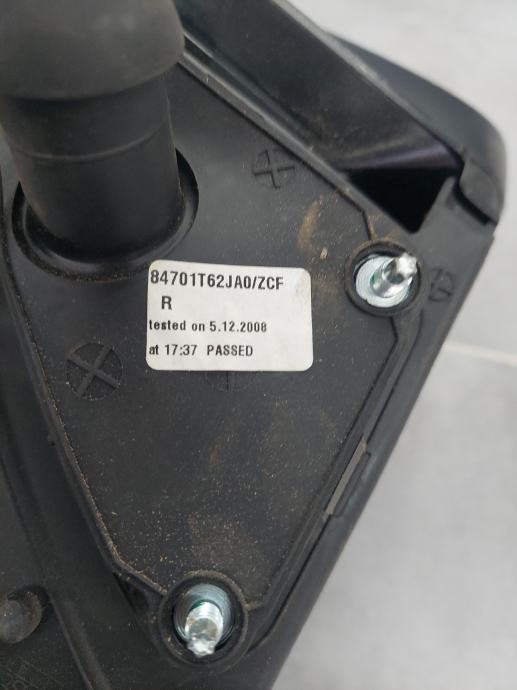 84701T62JA0/ZCF
R
tested on 5.12.2008
at 17:37 PASSED